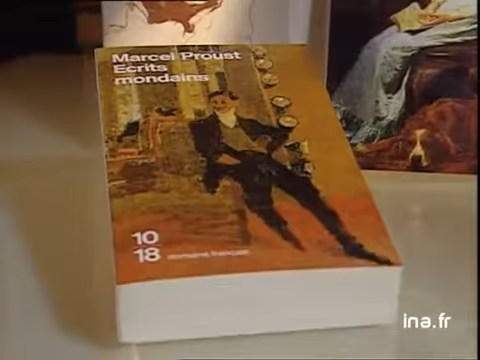 Marcel Proust
Ecrits
mondains
10
18
domaine français
ina.fr